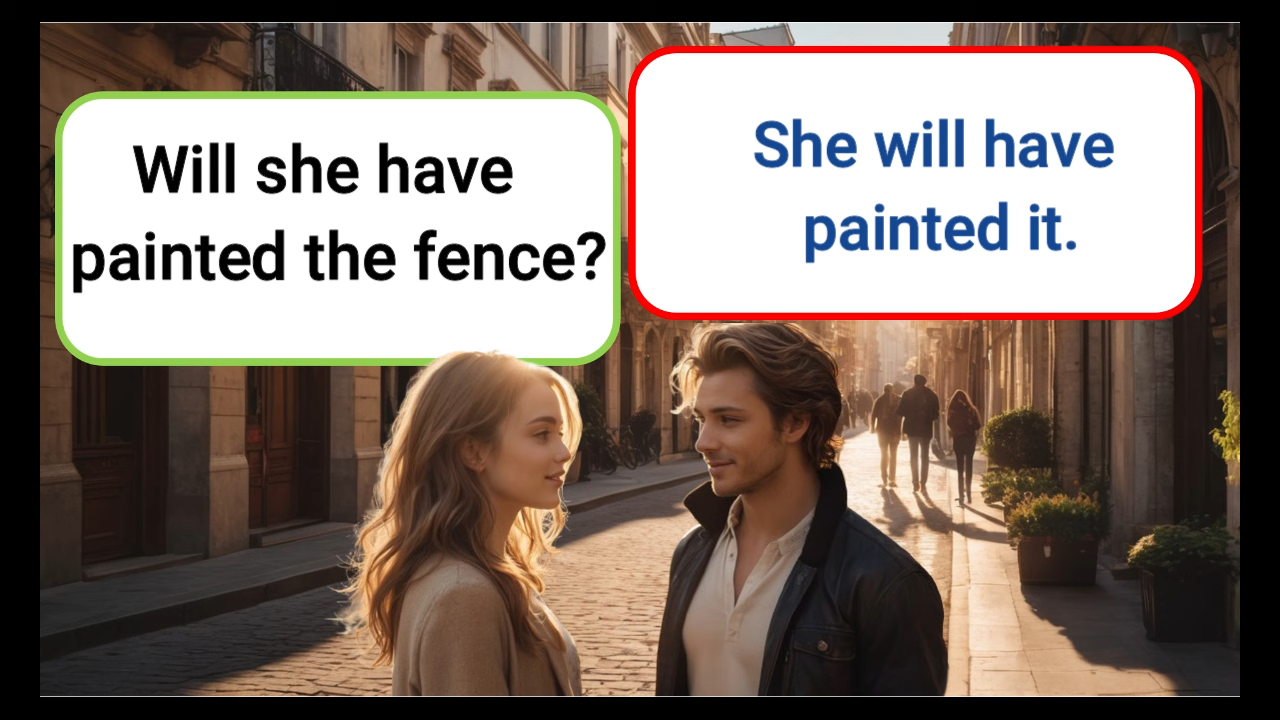 Will she have
painted the fence?
She will have
painted it.